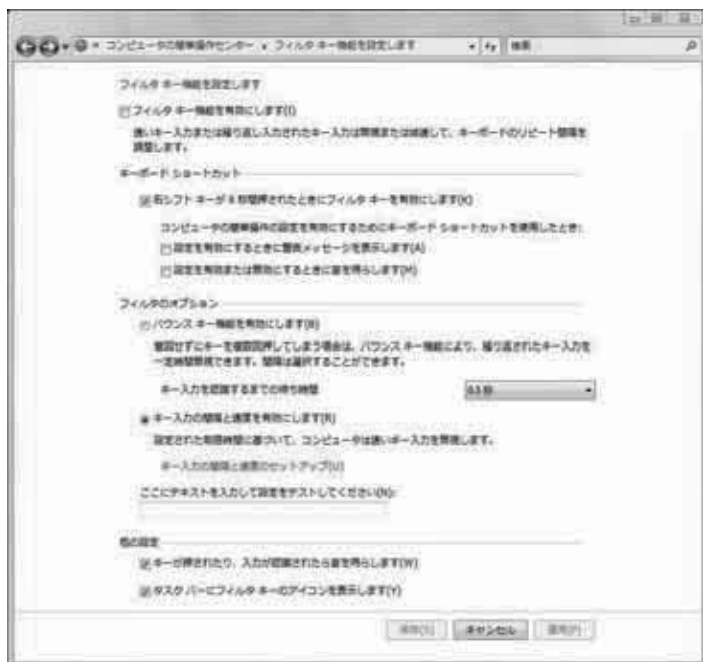 コンピュータの簡単操作センター ▸ フィルタ キー機能を設定します
検索
フィルタ キー機能を設定します
フィルタ キー機能を有効にします(I)
速いキー入力または繰り返し入力されたキー入力は無視または減速して、キーボードのリピート間隔を
調整します。
キーボード ショートカット
右シフト キーが 8 秒間押されたときにフィルタ キーを有効にします(K)
コンピュータの簡単操作の設定を有効にするためにキーボード ショートカットを使用したとき:
設定を有効にするときに警告メッセージを表示します(A)
設定を有効または無効にするときに音を鳴らします(M)
フィルタのオプション
バウンス キー機能を有効にします(B)
意図せずにキーを複数回押してしまう場合は、バウンス キー機能により、繰り返されたキー入力を
一定時間無視できます。間隔は選択することができます。
キー入力を認識するまでの待ち時間
0.5 秒
キー入力の間隔と速度を有効にします(R)
設定された制限時間に基づいて、コンピュータは速いキー入力を無視します。
キー入力の間隔と速度のセットアップ(U)
ここにテキストを入力して設定をテストしてください(N):
他の設定
キーが押されたり、入力が認識されたら音を鳴らします(W)
タスク バーにフィルタ キーのアイコンを表示します(Y)
保存(S)
キャンセル
適用(P)